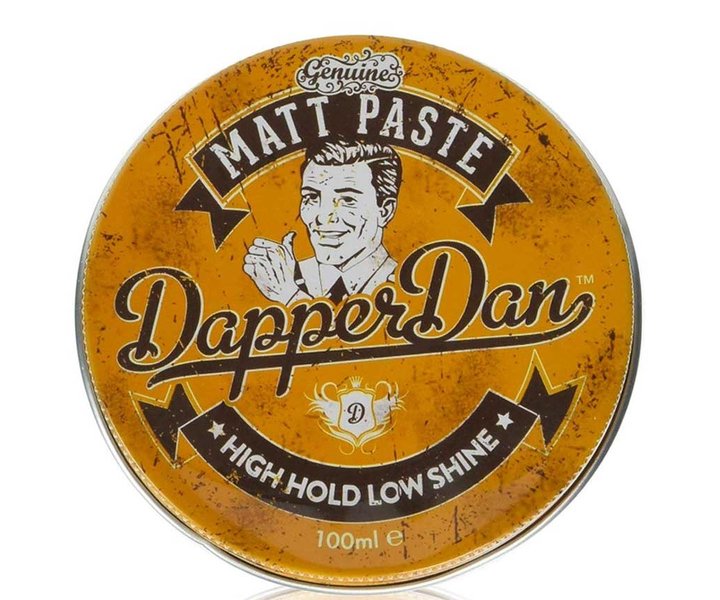 Genuine
MATT PASTE
Dapper Dan™
D.
★ HIGH HOLD LOW SHINE ★
100ml ℮